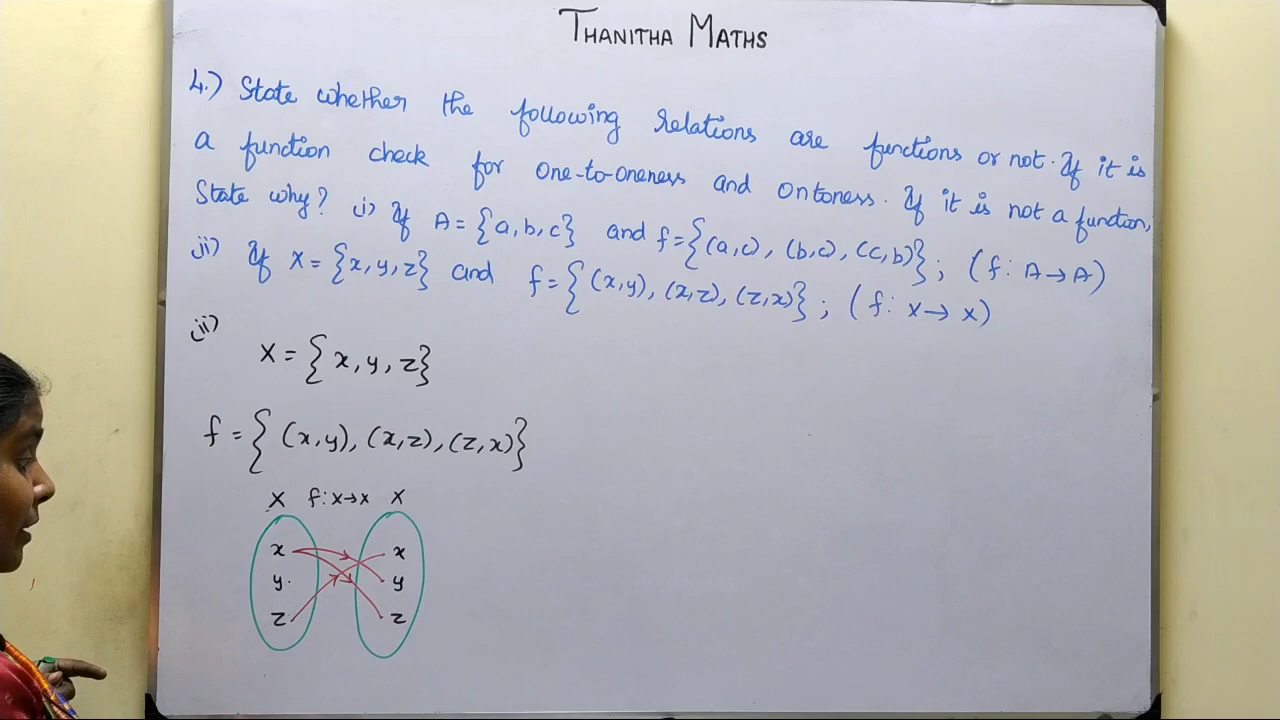 THANITHA MATHS
4.) State whether the following relations are functions or not. If it is
a function check for one-to-oneness and ontoness. If it is not a function,
State why? i) If A = {a, b, c} and f = {(a,c), (b,c), (c,b)} ; (f: A → A)
ii) If X = {x, y, z} and f = {(x,y), (x,z), (z,x)} ; (f: X → X)
ii)
X = {x, y, z}
f = {(x,y), (x,z), (z,x)}
X f: X→X X
x x
y. y
z z